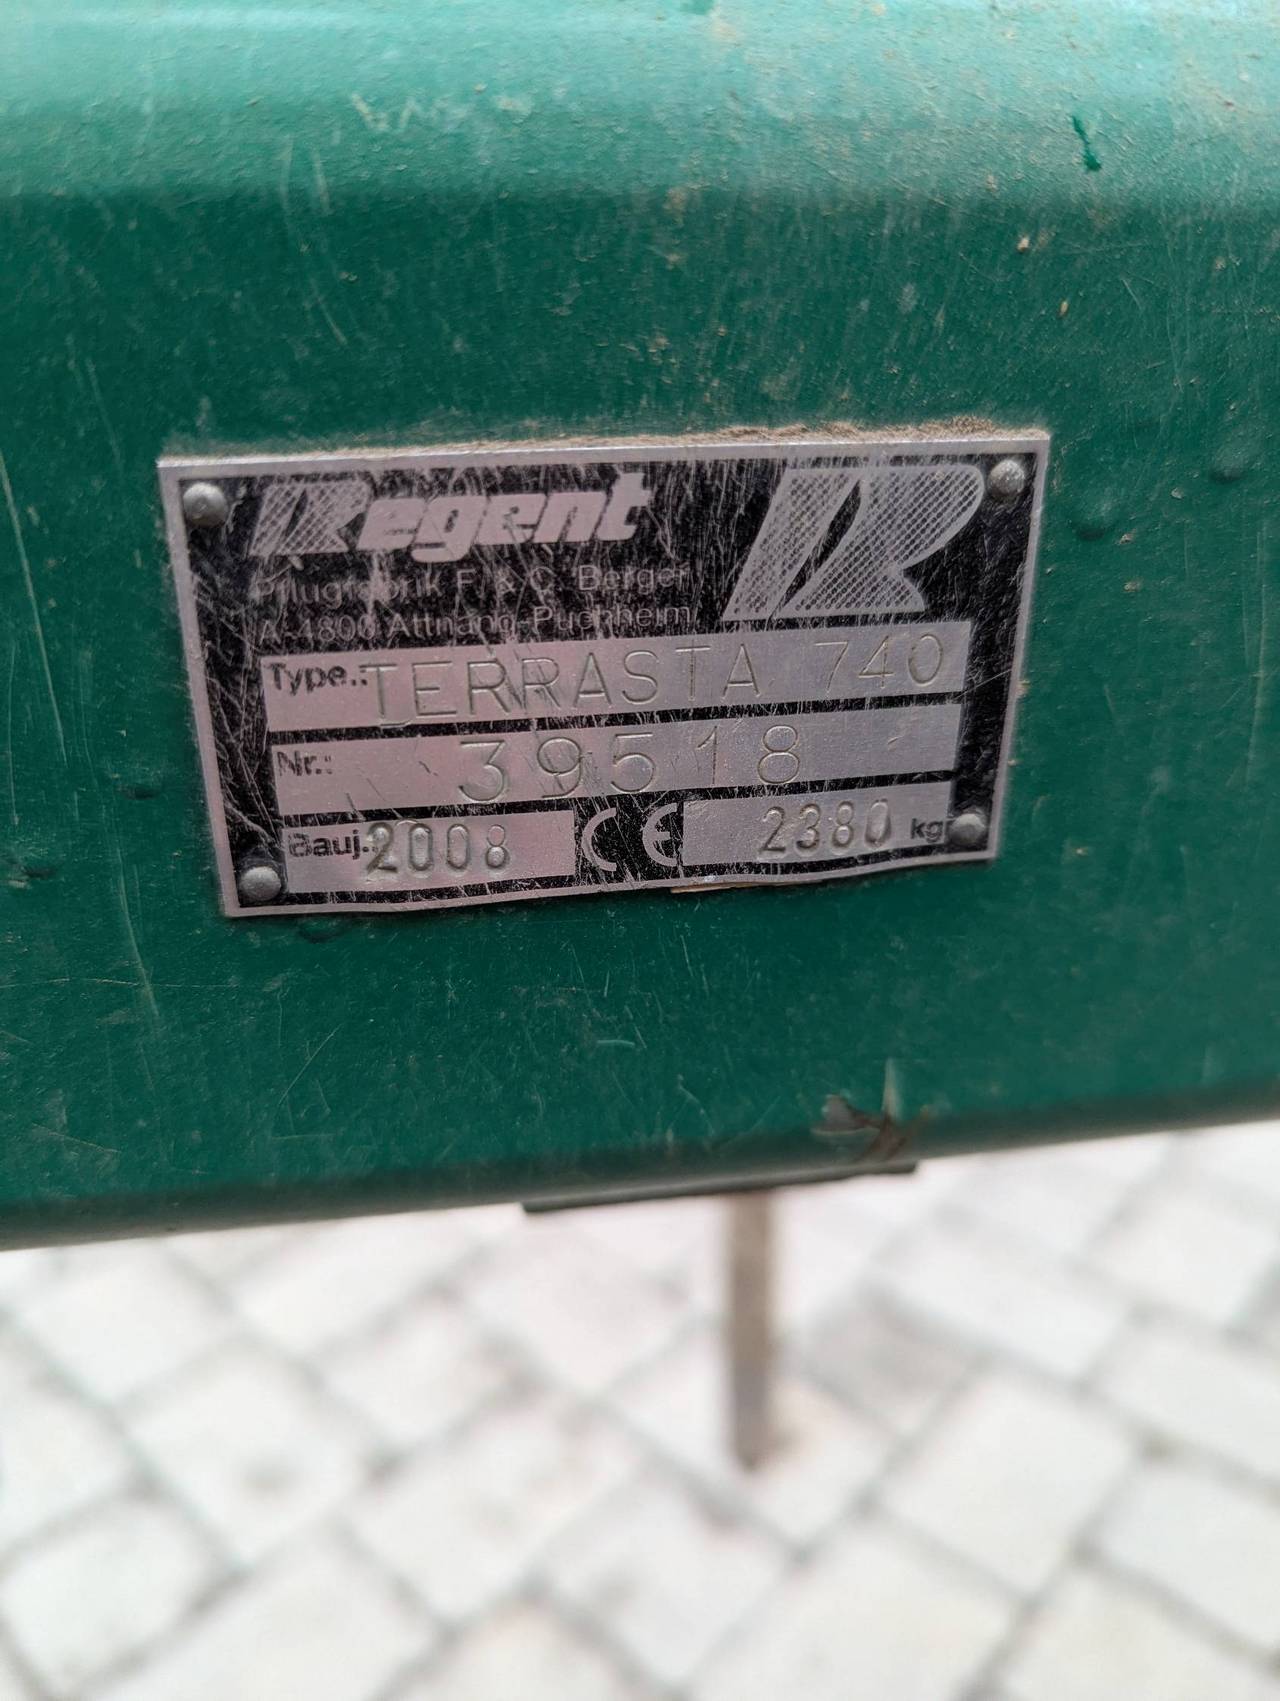 Regent
Pflugfabrik F. & C. Berger
A-4800 Attnang-Puchheim
Type.: TERRASTA 740
Nr.: 39518
Bauj. 2008 CE 2380 kg